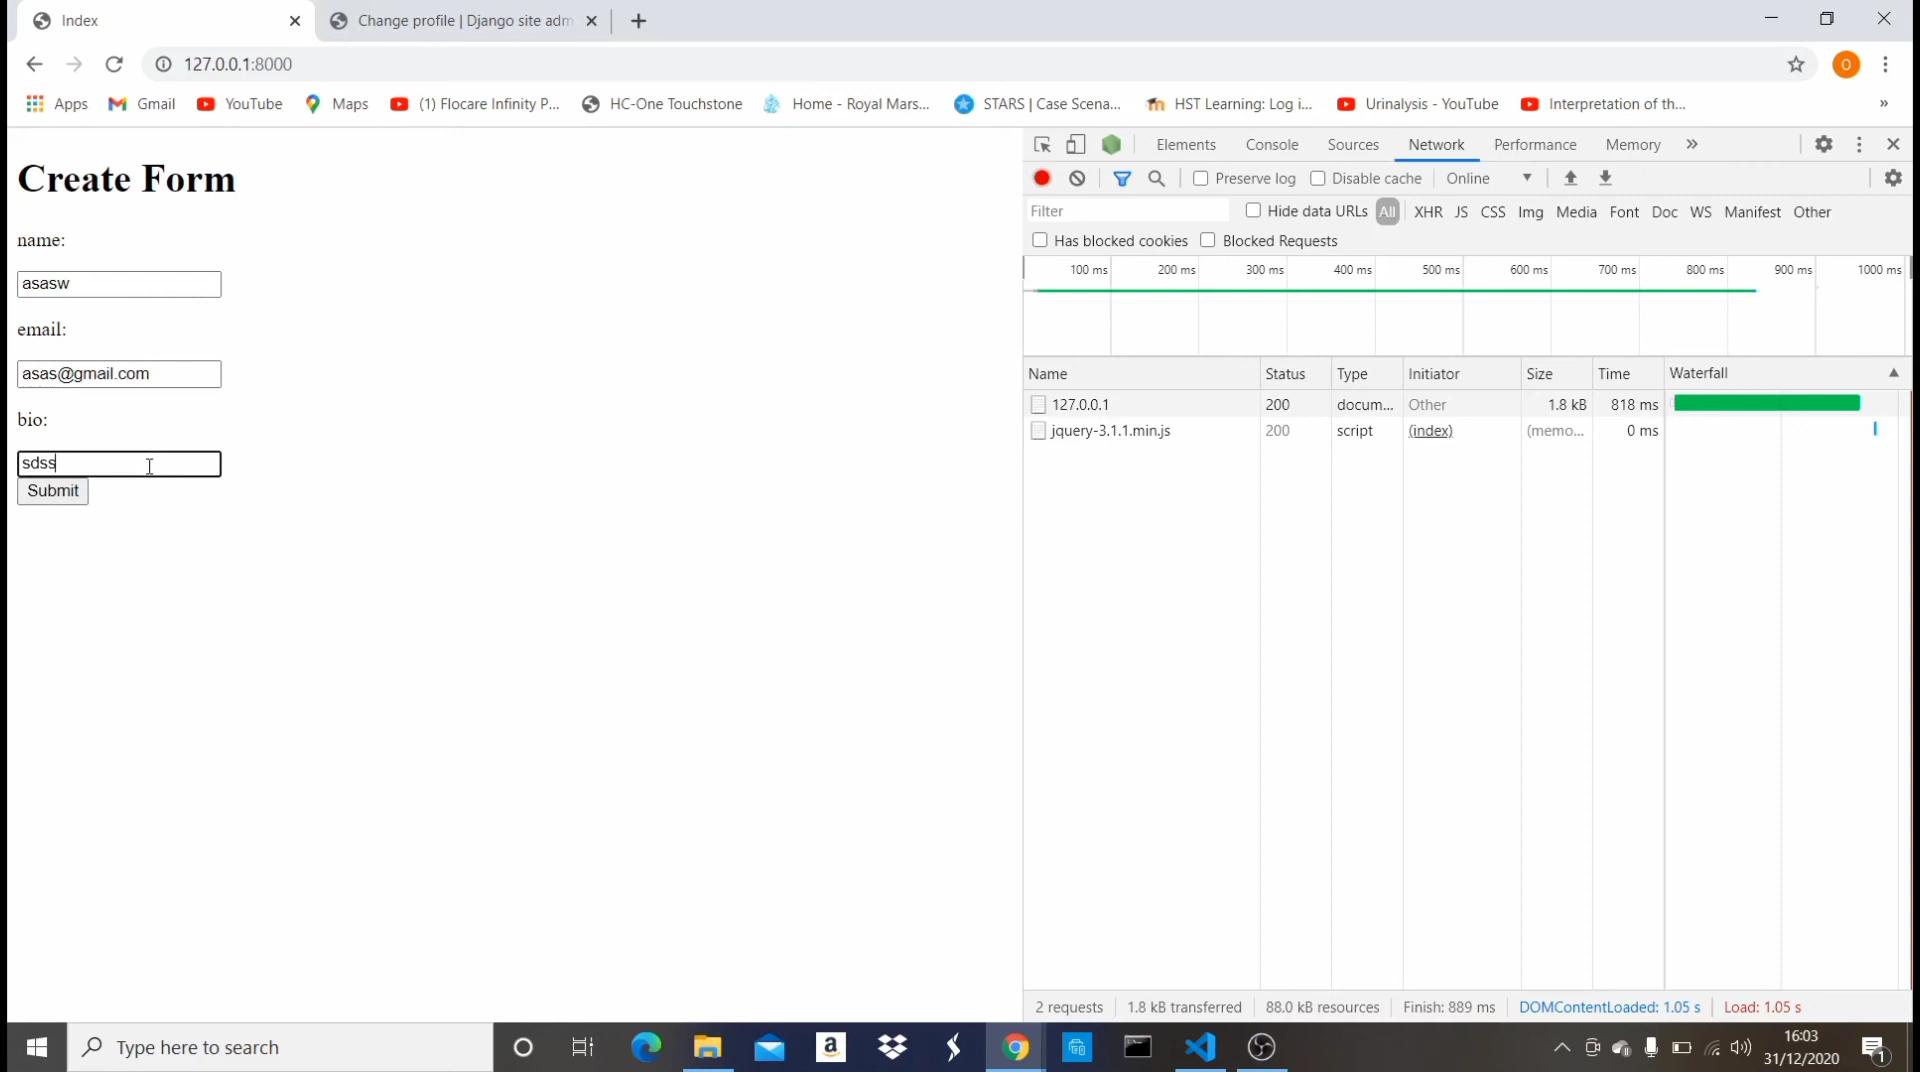 Index
Change profile | Django site adm
127.0.0.1:8000
O
Apps
Gmail
YouTube
Maps
(1) Flocare Infinity P...
HC-One Touchstone
Home - Royal Mars...
STARS | Case Scena...
HST Learning: Log i...
Urinalysis - YouTube
Interpretation of th...
»
Create Form
name:
asasw
email:
asas@gmail.com
bio:
sdss
Submit
Elements Console Sources Network Performance Memory »
Preserve log Disable cache Online
Filter Hide data URLs All XHR JS CSS Img Media Font Doc WS Manifest Other
Has blocked cookies Blocked Requests
100 ms 200 ms 300 ms 400 ms 500 ms 600 ms 700 ms 800 ms 900 ms 1000 ms
Name Status Type Initiator Size Time Waterfall
127.0.0.1 200 docum... Other 1.8 kB 818 ms
jquery-3.1.1.min.js 200 script (index) (memo... 0 ms
2 requests 1.8 kB transferred 88.0 kB resources Finish: 889 ms DOMContentLoaded: 1.05 s Load: 1.05 s
Type here to search
a
16:03
31/12/2020
1